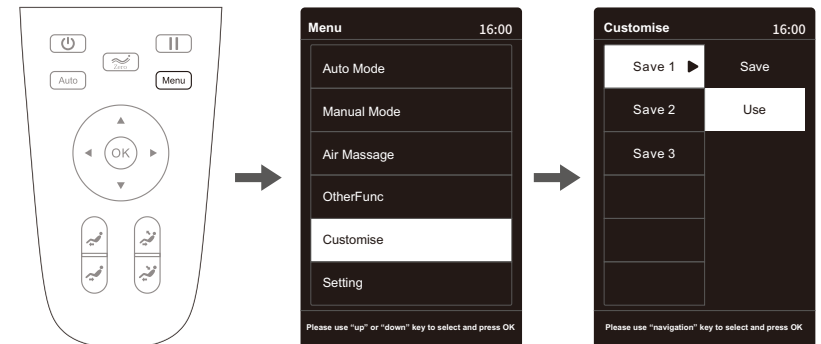 Zero
Auto
Menu
OK
Menu 16:00
Auto Mode
Manual Mode
Air Massage
OtherFunc
Customise
Setting
Please use “up” or “down” key to select and press OK
Customise 16:00
Save 1 Save
Save 2 Use
Save 3
Please use “navigation” key to select and press OK